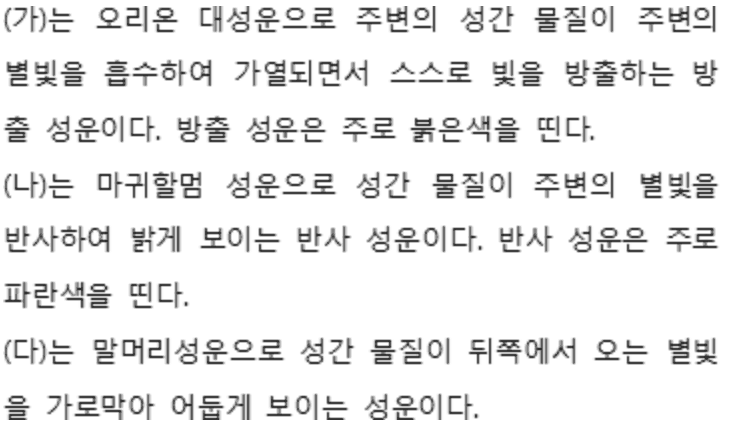 (가)는 오리온 대성운으로 주변의 성간 물질이 주변의
별빛을 흡수하여 가열되면서 스스로 빛을 방출하는 방
출 성운이다. 방출 성운은 주로 붉은색을 띤다.
(나)는 마귀할멈 성운으로 성간 물질이 주변의 별빛을
반사하여 밝게 보이는 반사 성운이다. 반사 성운은 주로
파란색을 띤다.
(다)는 말머리성운으로 성간 물질이 뒤쪽에서 오는 별빛
을 가로막아 어둡게 보이는 성운이다.